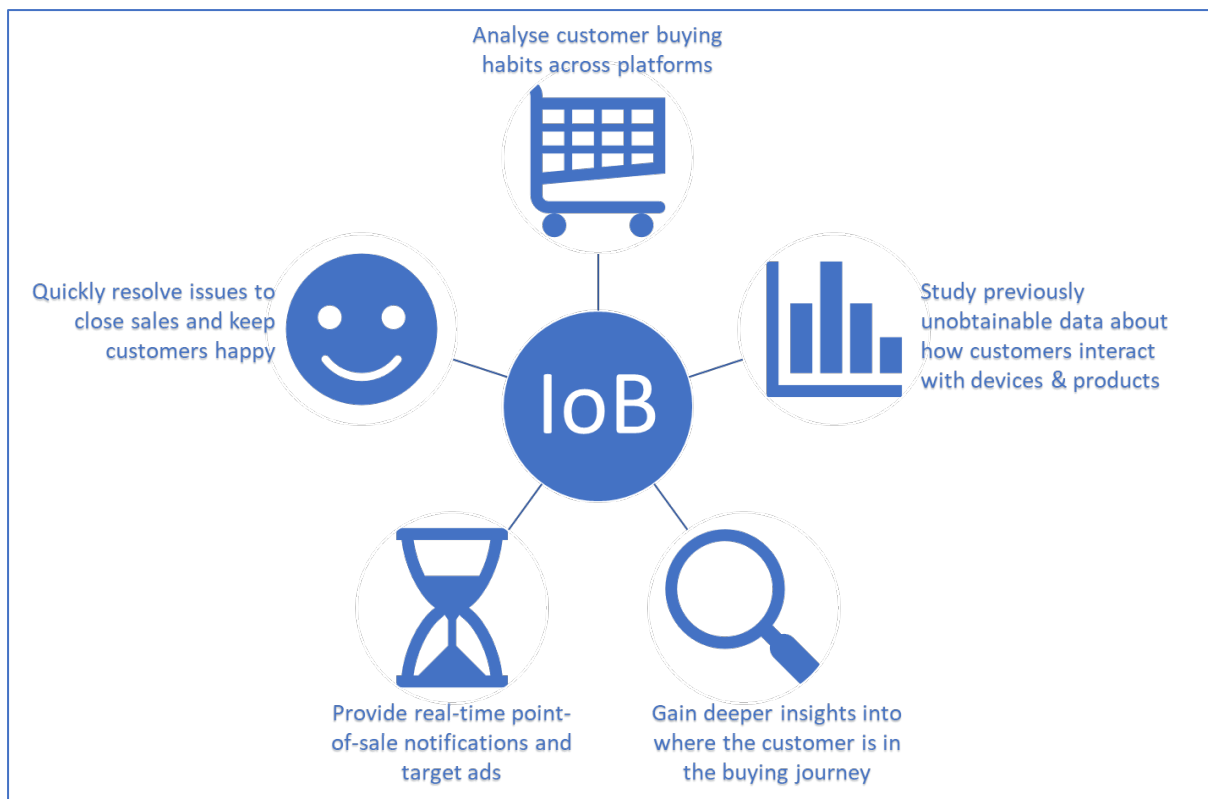 Analyse customer buying
habits across platforms
Quickly resolve issues to
close sales and keep
customers happy
Study previously
unobtainable data about
how customers interact
with devices & products
IoB
Provide real-time point-
of-sale notifications and
target ads
Gain deeper insights into
where the customer is in
the buying journey